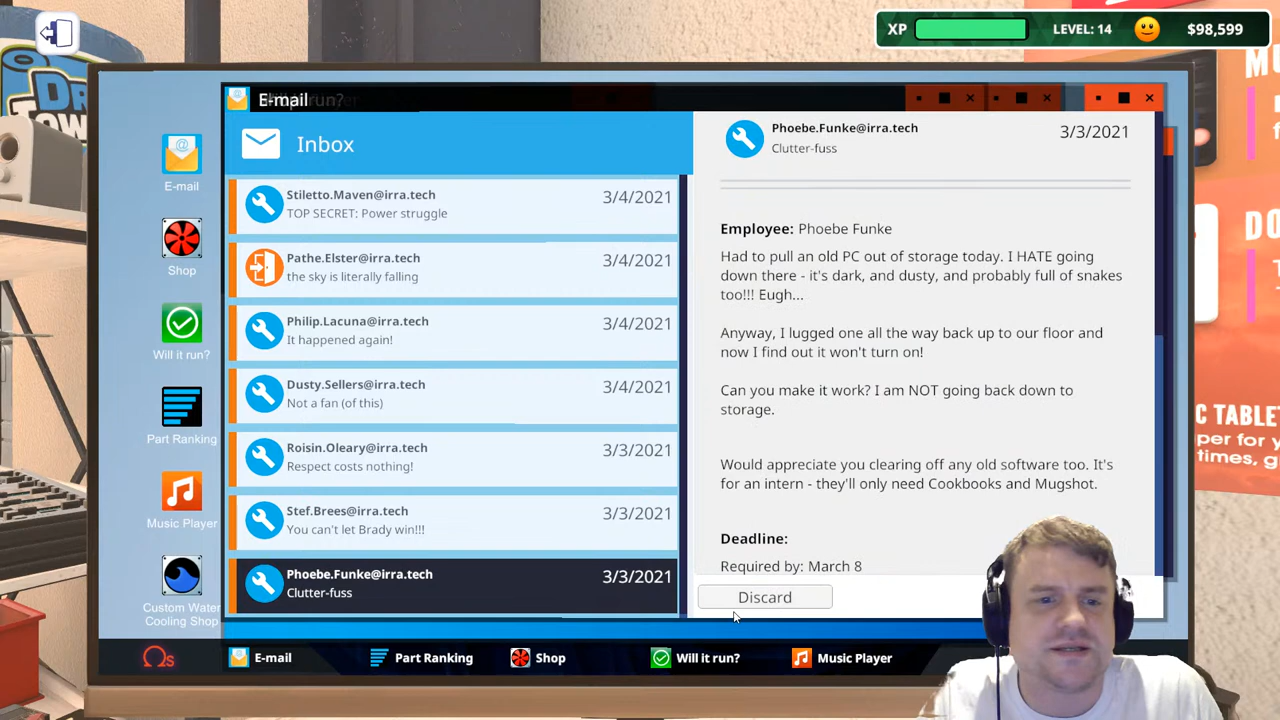 XP
LEVEL: 14
$98,599
E-mail
Inbox
Stiletto.Maven@irra.tech
TOP SECRET: Power struggle
3/4/2021
Pathe.Elster@irra.tech
the sky is literally falling
3/4/2021
Philip.Lacuna@irra.tech
It happened again!
3/4/2021
Dusty.Sellers@irra.tech
Not a fan (of this)
3/4/2021
Roisin.Oleary@irra.tech
Respect costs nothing!
3/3/2021
Stef.Brees@irra.tech
You can't let Brady win!!!
3/3/2021
Phoebe.Funke@irra.tech
Clutter-fuss
3/3/2021
Phoebe.Funke@irra.tech
Clutter-fuss
3/3/2021
Employee: Phoebe Funke
Had to pull an old PC out of storage today. I HATE going
down there - it's dark, and dusty, and probably full of snakes
too!!! Eugh...
Anyway, I lugged one all the way back up to our floor and
now I find out it won't turn on!
Can you make it work? I am NOT going back down to
storage.
Would appreciate you clearing off any old software too. It's
for an intern - they'll only need Cookbooks and Mugshot.
Deadline:
Required by: March 8
Discard
E-mail
Shop
Will it run?
Part Ranking
Music Player
Custom Water
Cooling Shop
E-mail
Part Ranking
Shop
Will it run?
Music Player
C TABLET
per for y
times, g